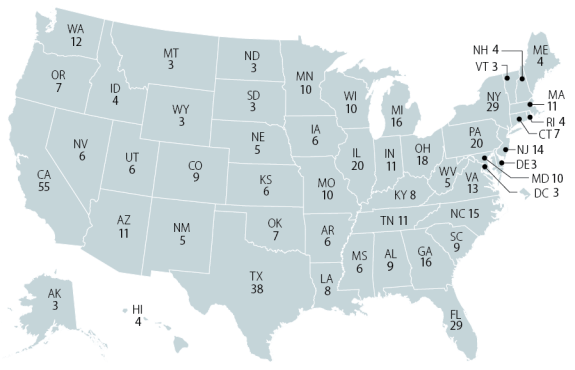 WA
12
OR
7
CA
55
NV
6
ID
4
MT
3
WY
3
UT
6
AZ
11
CO
9
NM
5
ND
3
SD
3
NE
5
KS
6
OK
7
TX
38
MN
10
IA
6
MO
10
AR
6
LA
8
WI
10
IL
20
MI
16
IN
11
OH
18
KY 8
TN 11
MS
6
AL
9
GA
16
FL
29
SC
9
NC 15
VA
13
WV
5
PA
20
NY
29
VT 3
NH 4
ME
4
MA
11
RI 4
CT 7
NJ 14
DE3
MD 10
DC 3
AK
3
HI
4